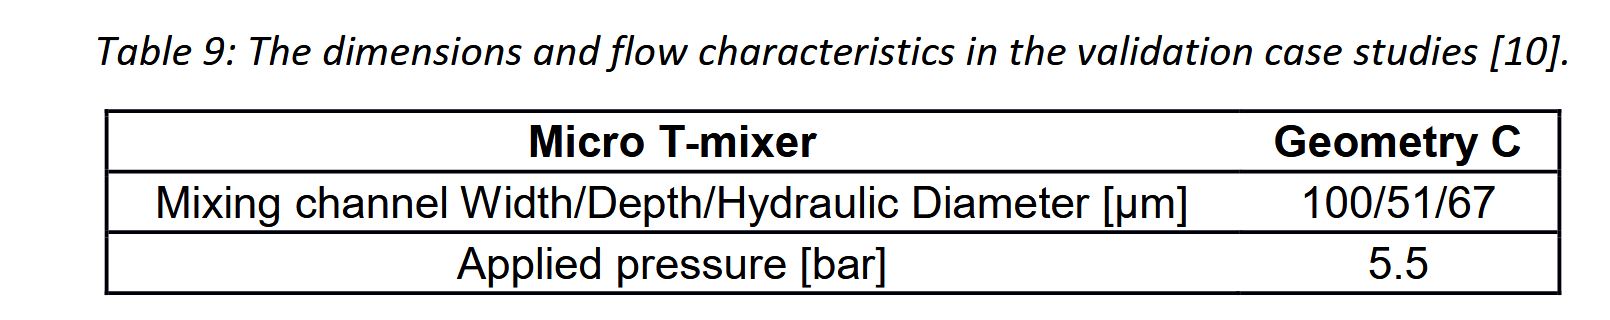 Table 9: The dimensions and flow characteristics in the validation case studies [10].
Micro T-mixer Geometry C
Mixing channel Width/Depth/Hydraulic Diameter [µm] 100/51/67
Applied pressure [bar] 5.5